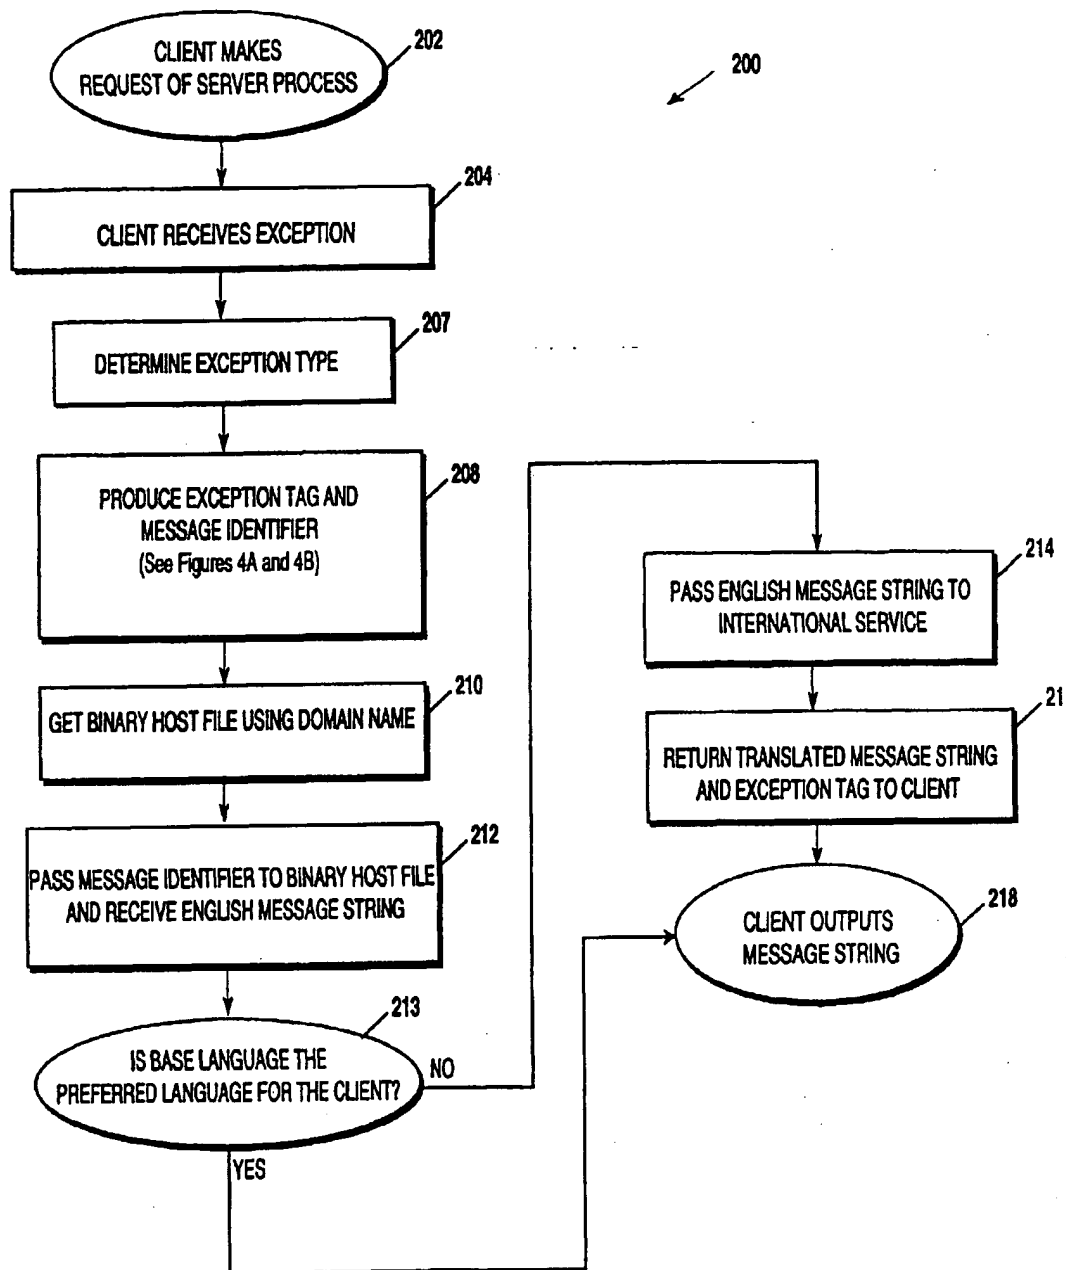 CLIENT MAKES
REQUEST OF SERVER PROCESS
202
200
CLIENT RECEIVES EXCEPTION
204
DETERMINE EXCEPTION TYPE
207
PRODUCE EXCEPTION TAG AND
MESSAGE IDENTIFIER
(See Figures 4A and 4B)
208
GET BINARY HOST FILE USING DOMAIN NAME
210
PASS MESSAGE IDENTIFIER TO BINARY HOST FILE
AND RECEIVE ENGLISH MESSAGE STRING
212
IS BASE LANGUAGE THE
PREFERRED LANGUAGE FOR THE CLIENT?
213
NO
YES
PASS ENGLISH MESSAGE STRING TO
INTERNATIONAL SERVICE
214
RETURN TRANSLATED MESSAGE STRING
AND EXCEPTION TAG TO CLIENT
21
CLIENT OUTPUTS
MESSAGE STRING
218